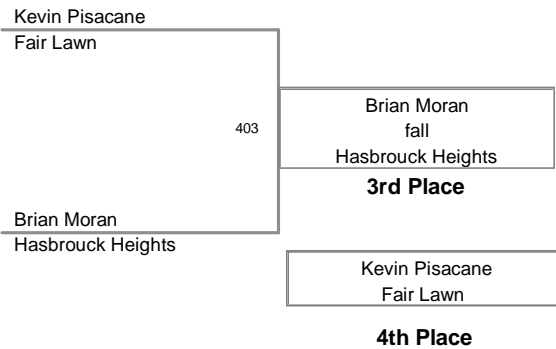 Kevin Pisacane
Fair Lawn
403
Brian Moran
fall
Hasbrouck Heights
3rd Place
Brian Moran
Hasbrouck Heights
Kevin Pisacane
Fair Lawn
4th Place